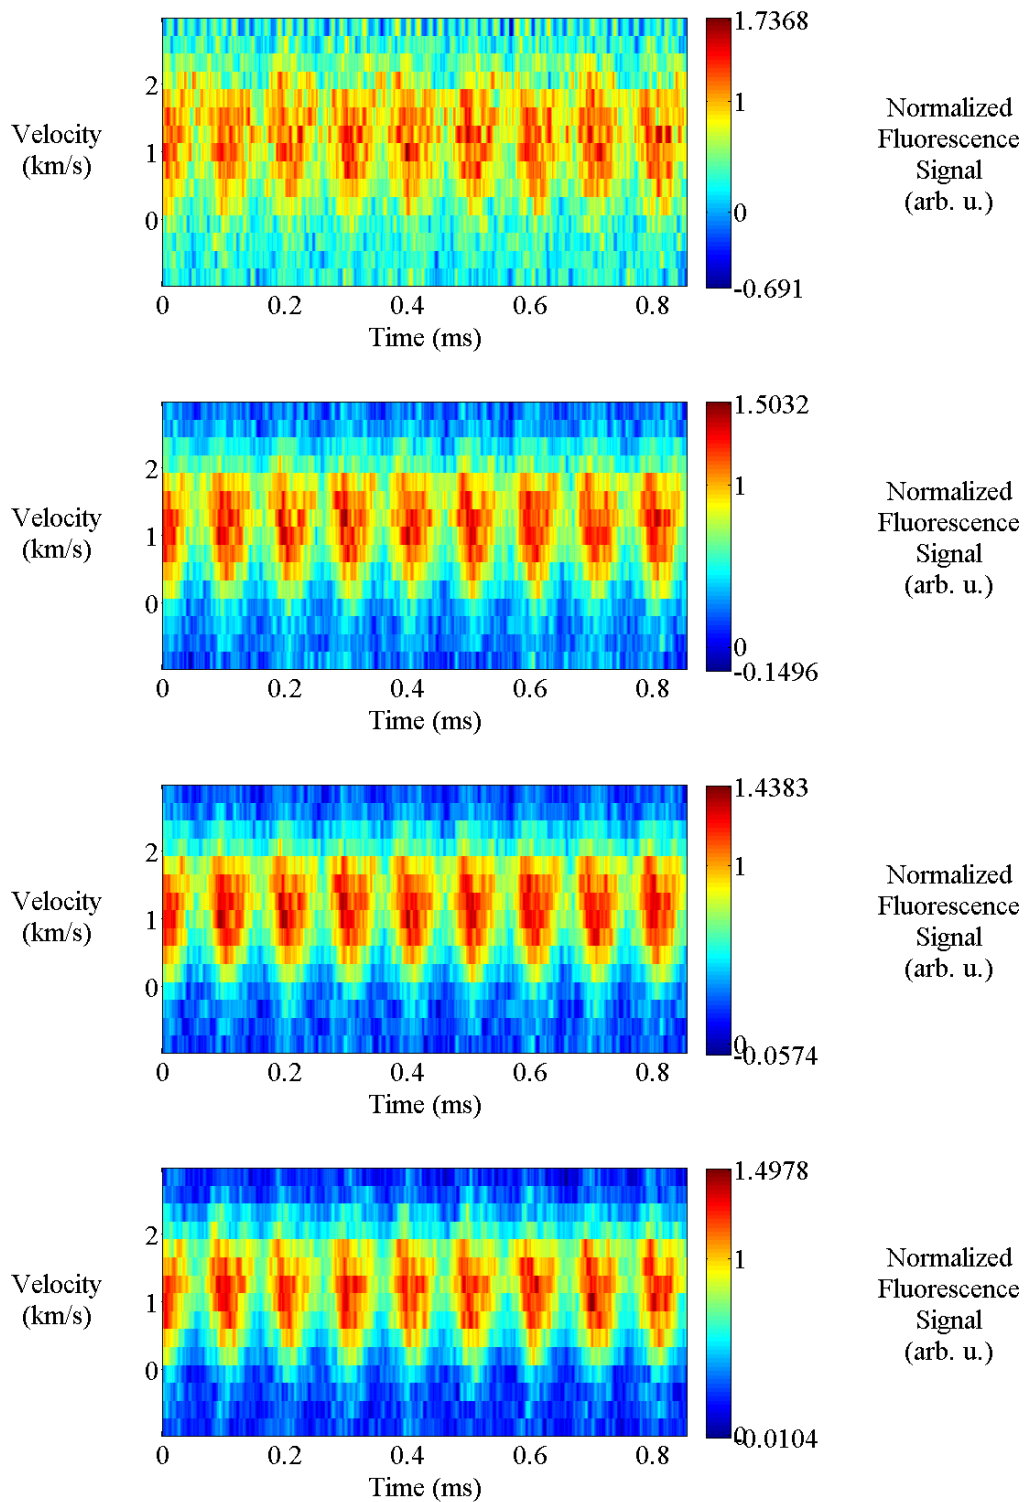 1.7368
2
1
0
Velocity
(km/s)
1
0
-0.691
Normalized
Fluorescence
Signal
(arb. u.)
0 0.2 0.4 0.6 0.8
Time (ms)
1.5032
2
1
0
Velocity
(km/s)
1
0
-0.1496
Normalized
Fluorescence
Signal
(arb. u.)
0 0.2 0.4 0.6 0.8
Time (ms)
1.4383
2
1
0
Velocity
(km/s)
1
0
-0.0574
Normalized
Fluorescence
Signal
(arb. u.)
0 0.2 0.4 0.6 0.8
Time (ms)
1.4978
2
1
0
Velocity
(km/s)
1
0
-0.0104
Normalized
Fluorescence
Signal
(arb. u.)
0 0.2 0.4 0.6 0.8
Time (ms)